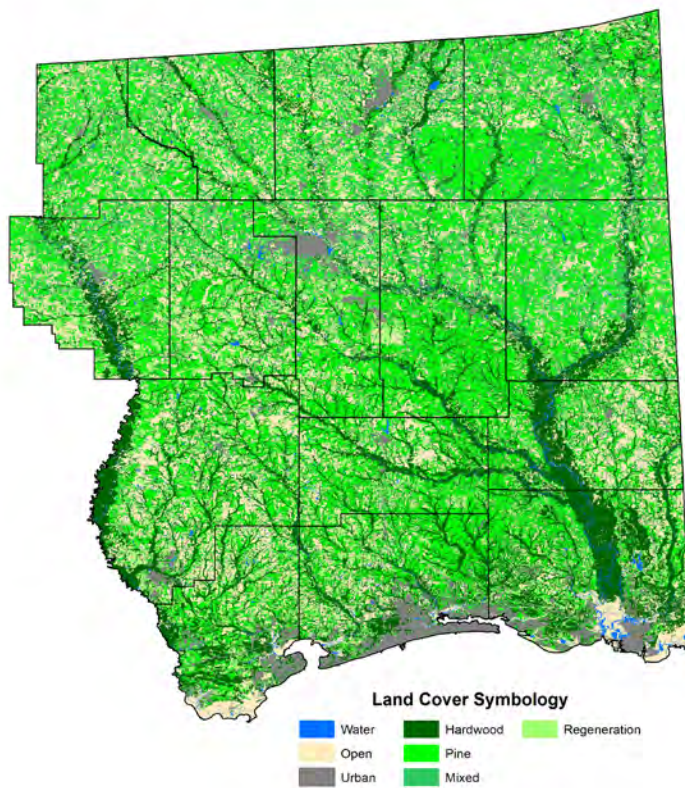 Land Cover Symbology
Water Hardwood Regeneration
Open Pine
Urban Mixed